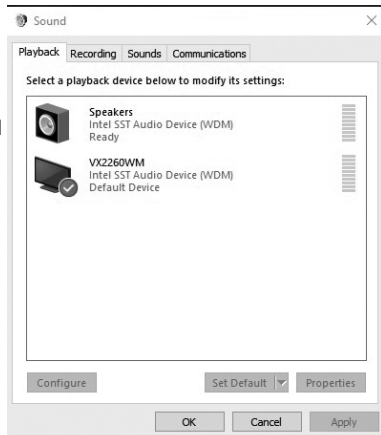 Sound
Playback Recording Sounds Communications
Select a playback device below to modify its settings:
Speakers
Intel SST Audio Device (WDM)
Ready
VX2260WM
Intel SST Audio Device (WDM)
Default Device
Configure Set Default Properties
OK Cancel Apply